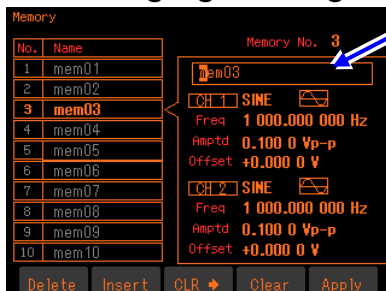 Memory
No. Name
Memory No. 3
1 mem01
2 mem02
3 mem03
4 mem04
5 mem05
6 mem06
7 mem07
8 mem08
9 mem09
10 mem10
mem03
CH 1 SINE
Freq 1 000.000 000 Hz
Amptd 0.100 0 Vp-p
Offset +0.000 0 V
CH 2 SINE
Freq 1 000.000 000 Hz
Amptd 0.100 0 Vp-p
Offset +0.000 0 V
Delete Insert CLR → Clear Apply